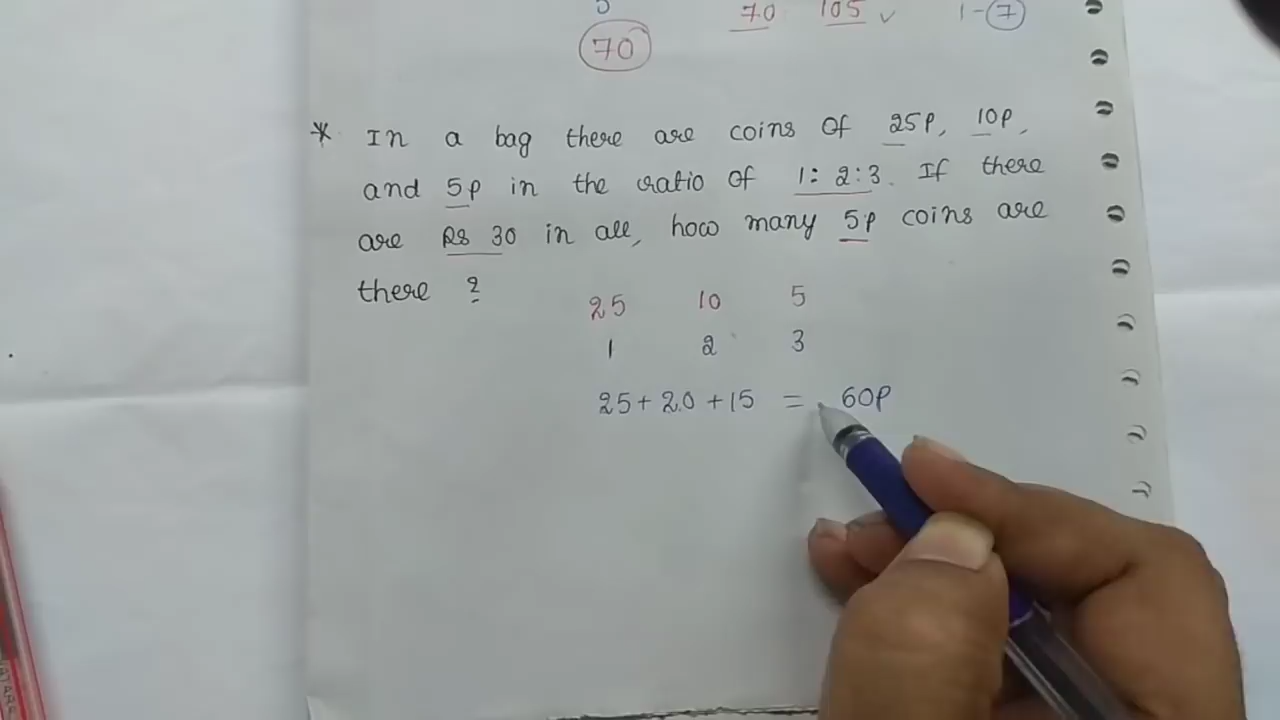 5
70 105 ✓ 1-7
70
* In a bag there are coins of 25p, 10p,
and 5p in the ratio of 1:2:3. If there
are Rs 30 in all, how many 5p coins are
there ?
25 10 5
1 2 3
25+20+15 = 60p